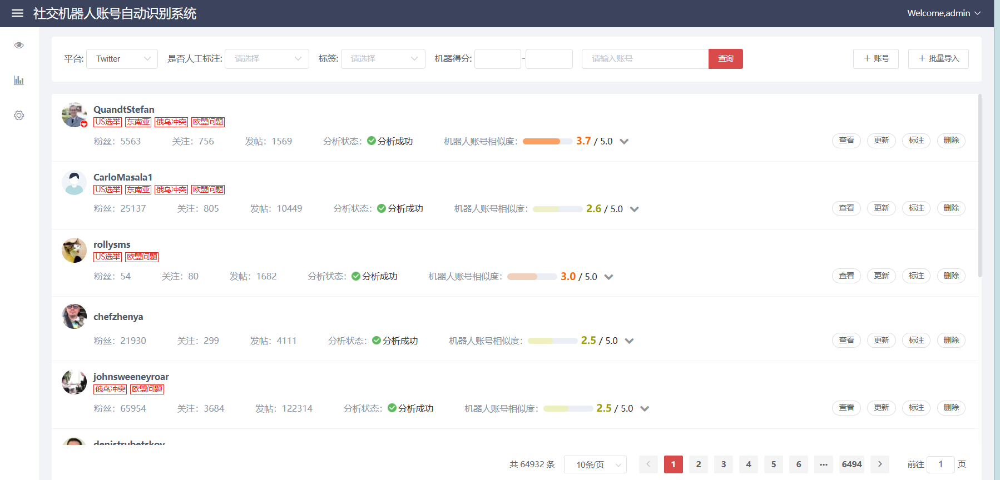 社交机器人账号自动识别系统
Welcome,admin
平台: Twitter 是否人工标注: 请选择 标签: 请选择 机器得分: - 请输入账号 查询 + 账号 + 批量导入
QuandtStefan
US选举 东南亚 俄乌冲突 欧盟问题
粉丝：5563 关注：756 发帖：1569 分析状态：分析成功 机器人账号相似度：3.7 / 5.0 查看 更新 标注 删除
CarloMasala1
US选举 东南亚 俄乌冲突 欧盟问题
粉丝：25137 关注：805 发帖：10449 分析状态：分析成功 机器人账号相似度：2.6 / 5.0 查看 更新 标注 删除
rollysms
US选举 欧盟问题
粉丝：54 关注：80 发帖：1682 分析状态：分析成功 机器人账号相似度：3.0 / 5.0 查看 更新 标注 删除
chefzhenya
粉丝：21930 关注：299 发帖：4111 分析状态：分析成功 机器人账号相似度：2.5 / 5.0 查看 更新 标注 删除
johnsweeneyroar
俄乌冲突 欧盟问题
粉丝：65954 关注：3684 发帖：122314 分析状态：分析成功 机器人账号相似度：2.5 / 5.0 查看 更新 标注 删除
denistrubetskoy
共 64932 条 10条/页 < 1 2 3 4 5 6 ··· 6494 > 前往 1 页